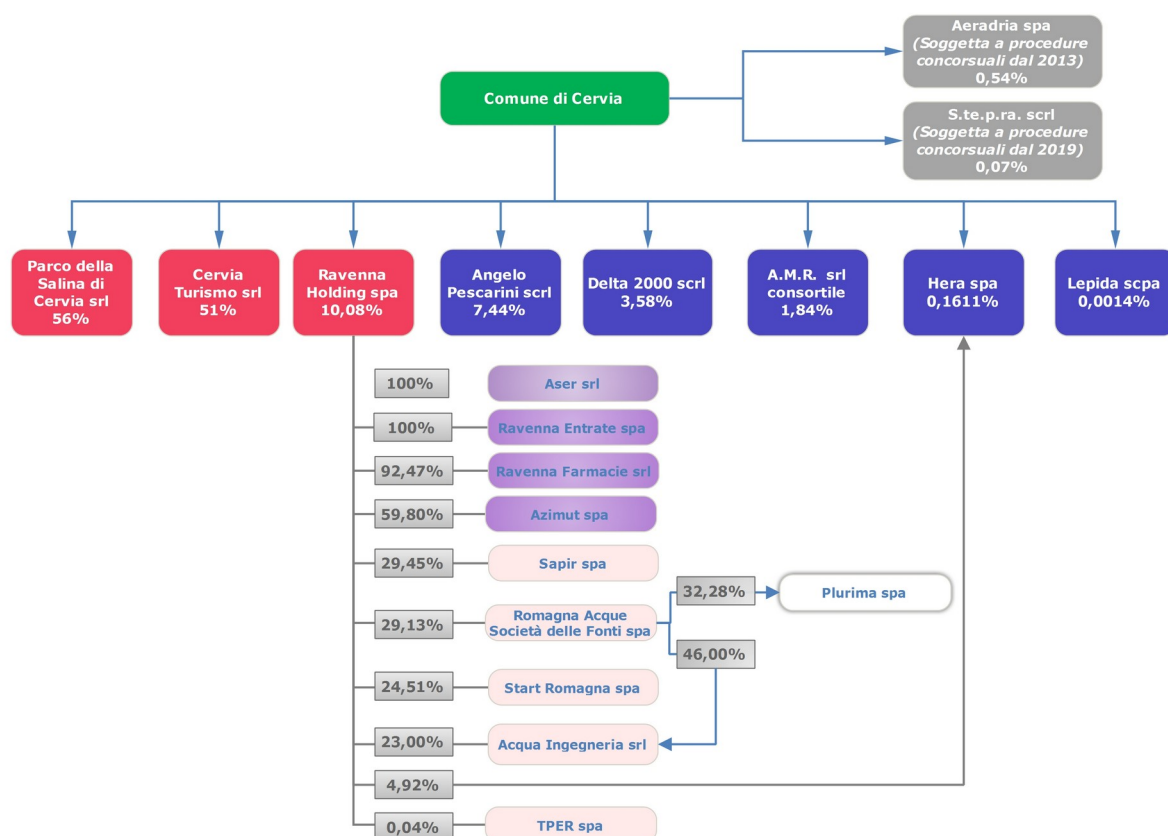 Aeradria spa
(Soggetta a procedure
concorsuali dal 2013)
0,54%
Comune di Cervia
S.te.p.ra. scrl
(Soggetta a procedure
concorsuali dal 2019)
0,07%
Parco della
Salina di
Cervia srl
56%
Cervia
Turismo srl
51%
Ravenna
Holding spa
10,08%
Angelo
Pescarini scrl
7,44%
Delta 2000 scrl
3,58%
A.M.R. srl
consortile
1,84%
Hera spa
0,1611%
Lepida scpa
0,0014%
100%
Aser srl
100%
Ravenna Entrate spa
92,47%
Ravenna Farmacie srl
59,80%
Azimut spa
29,45%
Sapir spa
32,28%
Plurima spa
29,13%
Romagna Acque
Società delle Fonti spa
46,00%
24,51%
Start Romagna spa
23,00%
Acqua Ingegneria srl
4,92%
0,04%
TPER spa